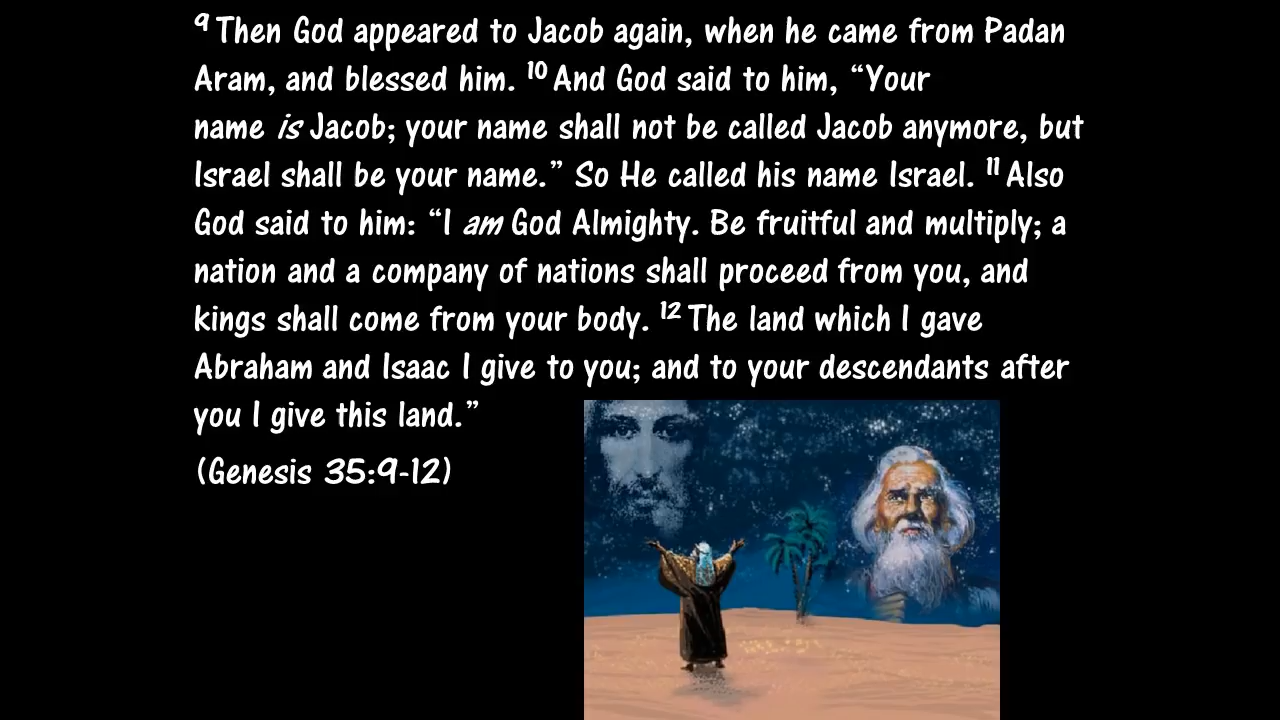 9 Then God appeared to Jacob again, when he came from Padan
Aram, and blessed him. 10 And God said to him, “Your
name is Jacob; your name shall not be called Jacob anymore, but
Israel shall be your name.” So He called his name Israel. 11 Also
God said to him: “I am God Almighty. Be fruitful and multiply; a
nation and a company of nations shall proceed from you, and
kings shall come from your body. 12 The land which I gave
Abraham and Isaac I give to you; and to your descendants after
you I give this land.”
(Genesis 35:9-12)